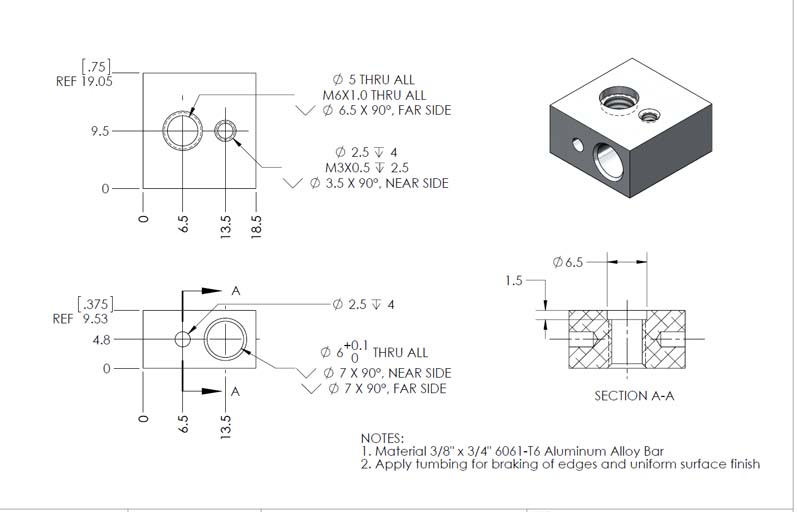 [.75]
REF 19.05
9.5
0
0
6.5
13.5
18.5
Ø 5 THRU ALL
M6X1.0 THRU ALL
⌵ Ø 6.5 X 90°, FAR SIDE
Ø 2.5 ↧ 4
M3X0.5 ↧ 2.5
⌵ Ø 3.5 X 90°, NEAR SIDE
[.375]
REF 9.53
4.8
0
0
6.5
13.5
A
A
Ø 2.5 ↧ 4
Ø 6 +0.1 0 THRU ALL
⌵ Ø 7 X 90°, NEAR SIDE
⌵ Ø 7 X 90°, FAR SIDE
Ø6.5
1.5
SECTION A-A
NOTES:
1. Material 3/8" x 3/4" 6061-T6 Aluminum Alloy Bar
2. Apply tumbing for braking of edges and uniform surface finish